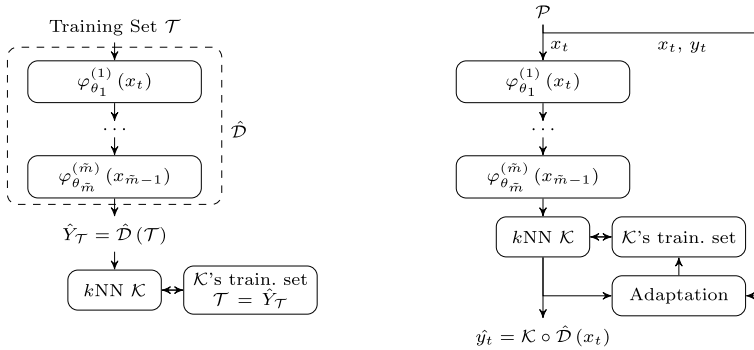 Training Set 𝒯
φ_{θ_1}^{(1)} (x_t)
...
φ_{θ_{m̃}}^{(m̃)} (x_{m̃−1})
𝒟̂
Ŷ_𝒯 = 𝒟̂ (𝒯)
kNN 𝒦
𝒦's train. set
𝒯 = Ŷ_𝒯
𝒫
x_t
x_t, y_t
φ_{θ_1}^{(1)} (x_t)
...
φ_{θ_{m̃}}^{(m̃)} (x_{m̃−1})
kNN 𝒦
𝒦's train. set
Adaptation
ŷ_t = 𝒦 ∘ 𝒟̂ (x_t)